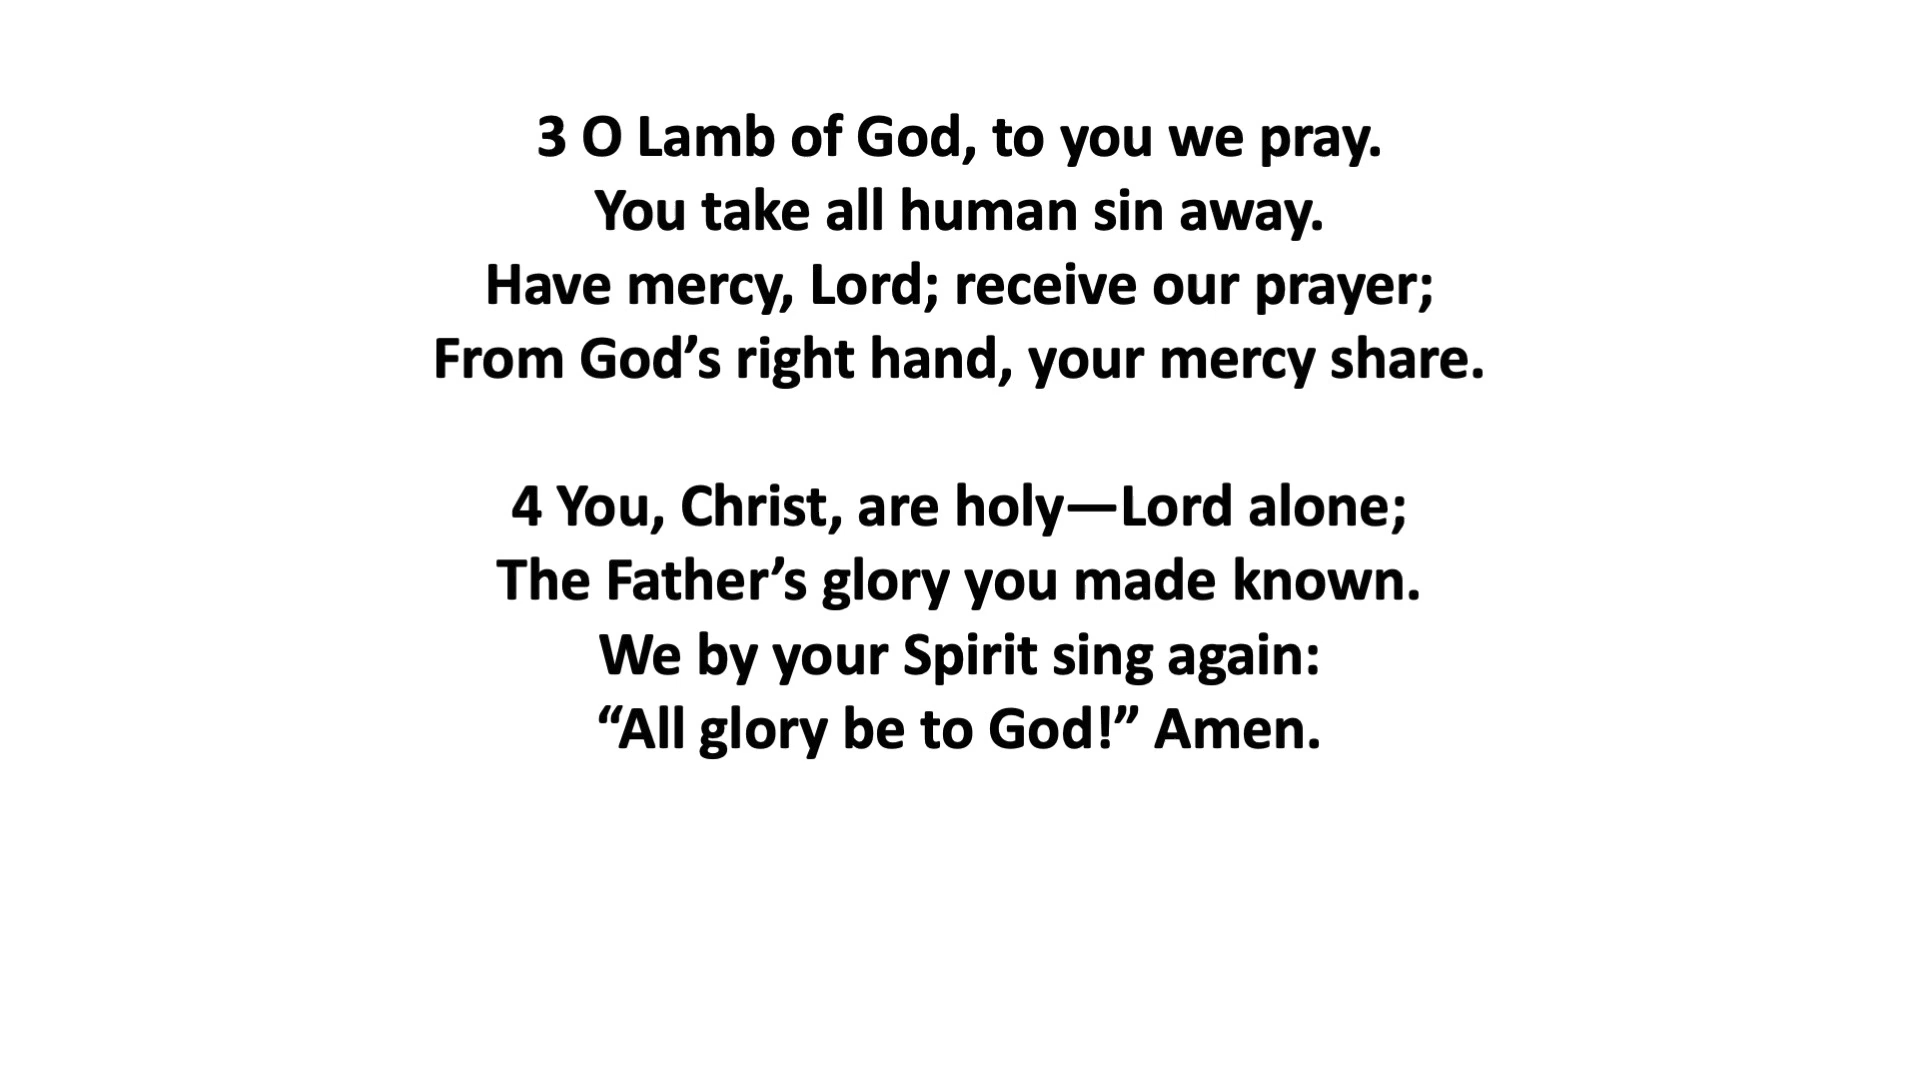 3 O Lamb of God, to you we pray.
You take all human sin away.
Have mercy, Lord; receive our prayer;
From God’s right hand, your mercy share.
4 You, Christ, are holy—Lord alone;
The Father’s glory you made known.
We by your Spirit sing again:
“All glory be to God!” Amen.